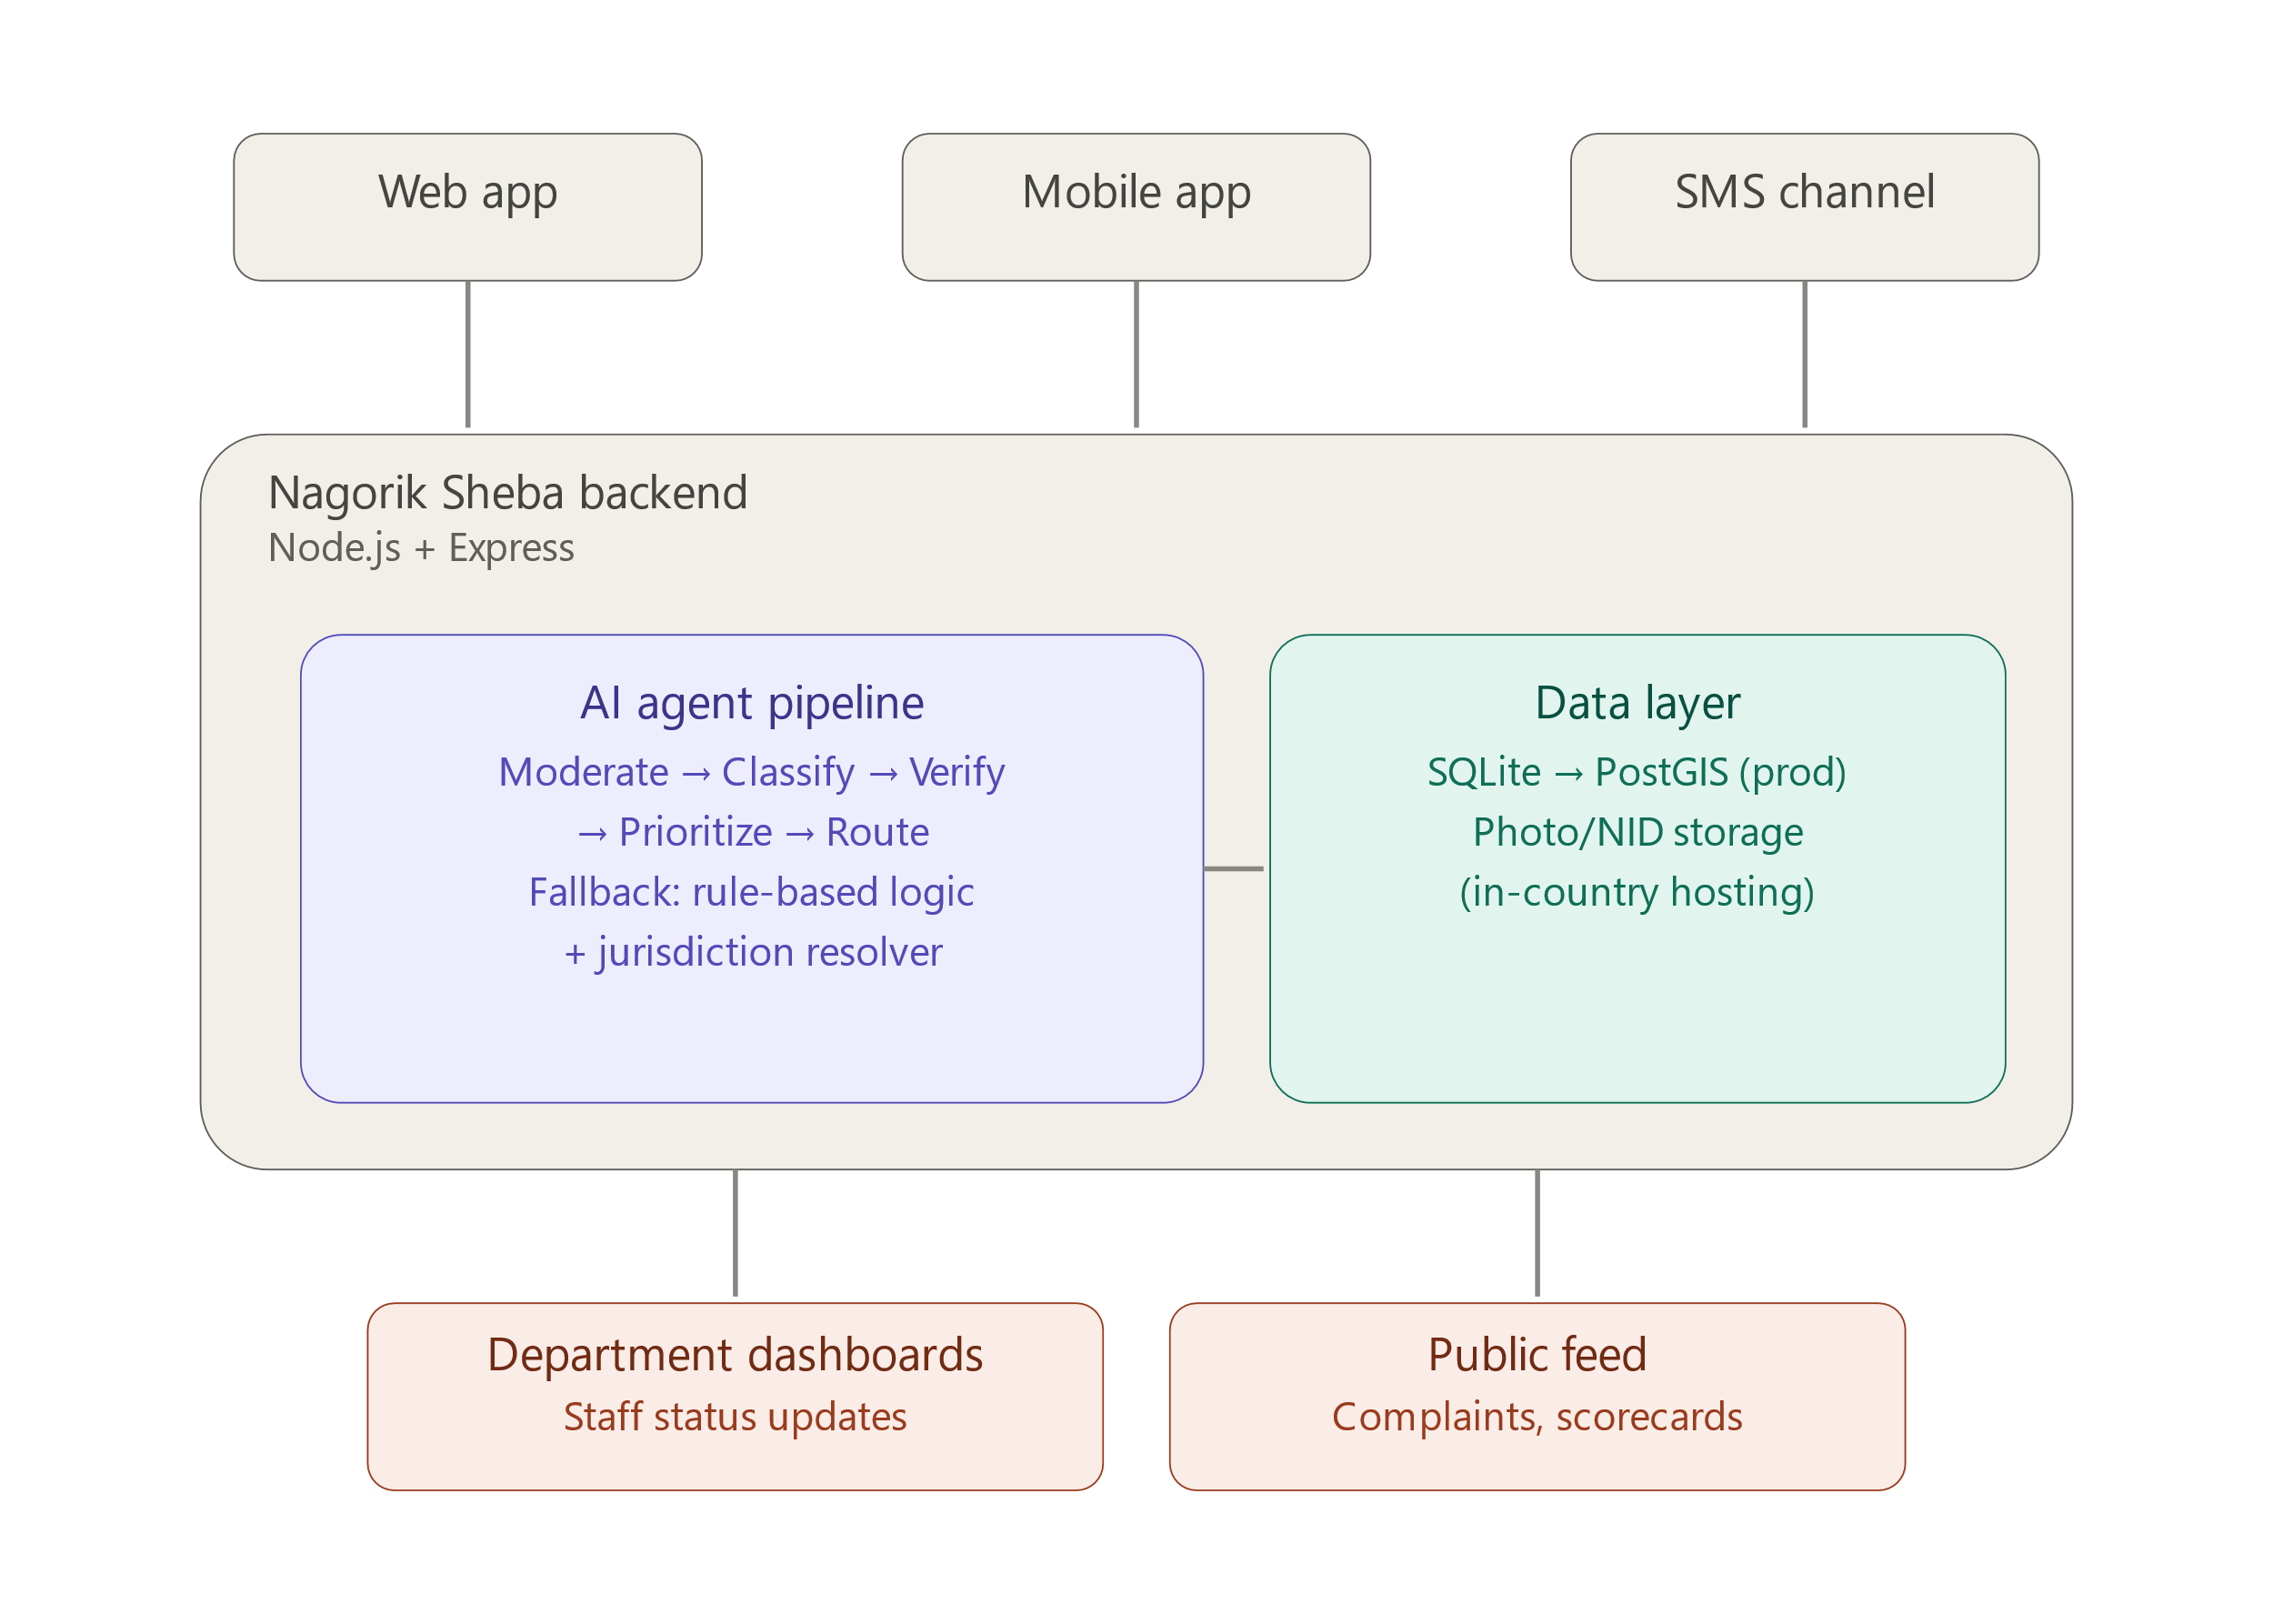 Web app
Mobile app
SMS channel
Nagorik Sheba backend
Node.js + Express
AI agent pipeline
Moderate → Classify → Verify
→ Prioritize → Route
Fallback: rule-based logic
+ jurisdiction resolver
Data layer
SQLite → PostGIS (prod)
Photo/NID storage
(in-country hosting)
Department dashboards
Staff status updates
Public feed
Complaints, scorecards